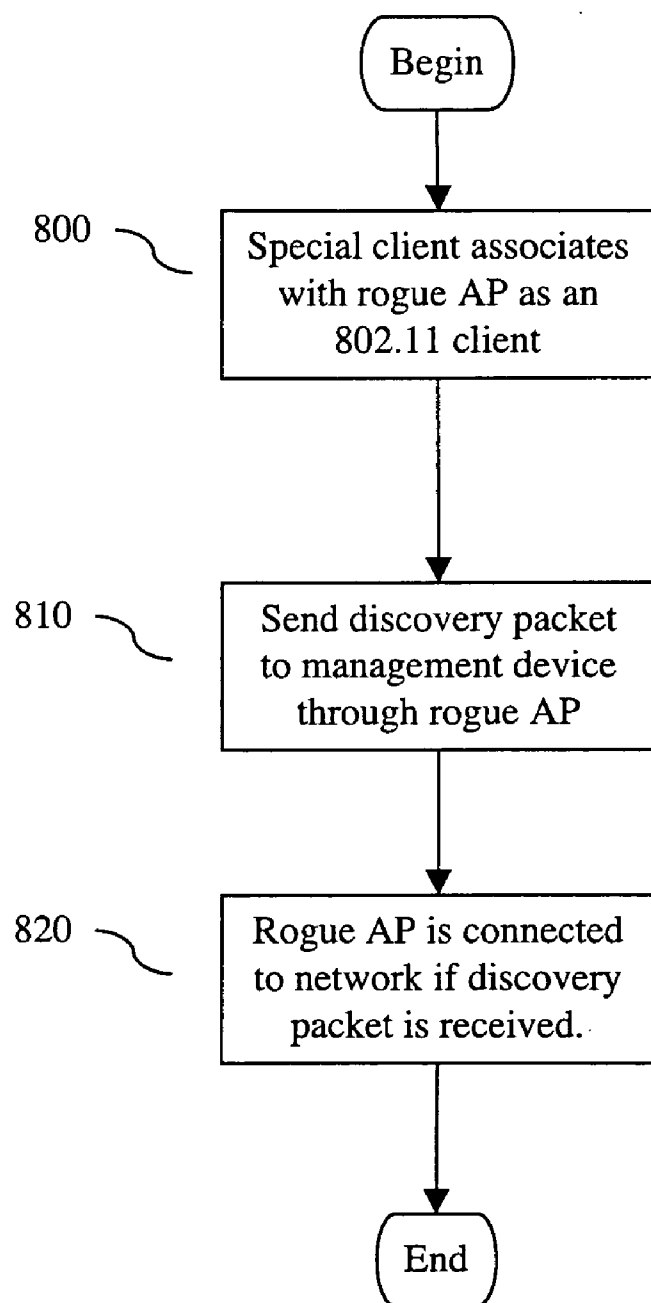 Begin
800
Special client associates
with rogue AP as an
802.11 client
810
Send discovery packet
to management device
through rogue AP
820
Rogue AP is connected
to network if discovery
packet is received.
End